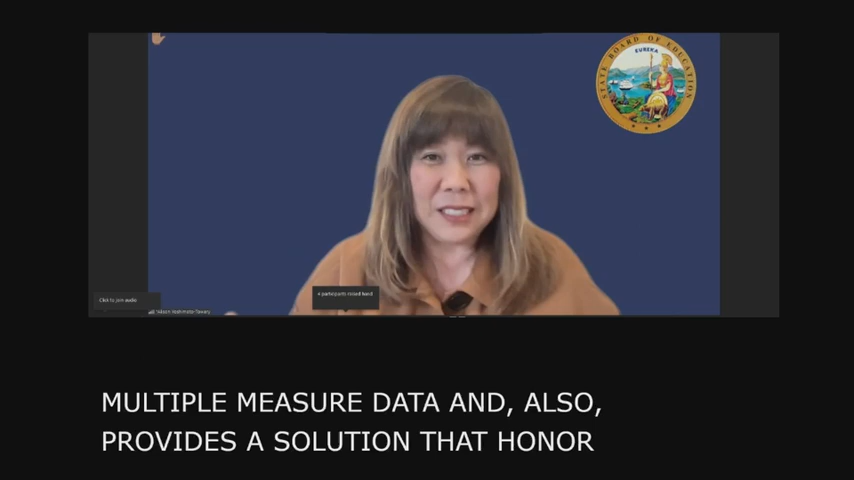 STATE BOARD OF EDUCATION
EUREKA
Click to join audio
participants raised hand
MULTIPLE MEASURE DATA AND, ALSO,
PROVIDES A SOLUTION THAT HONOR